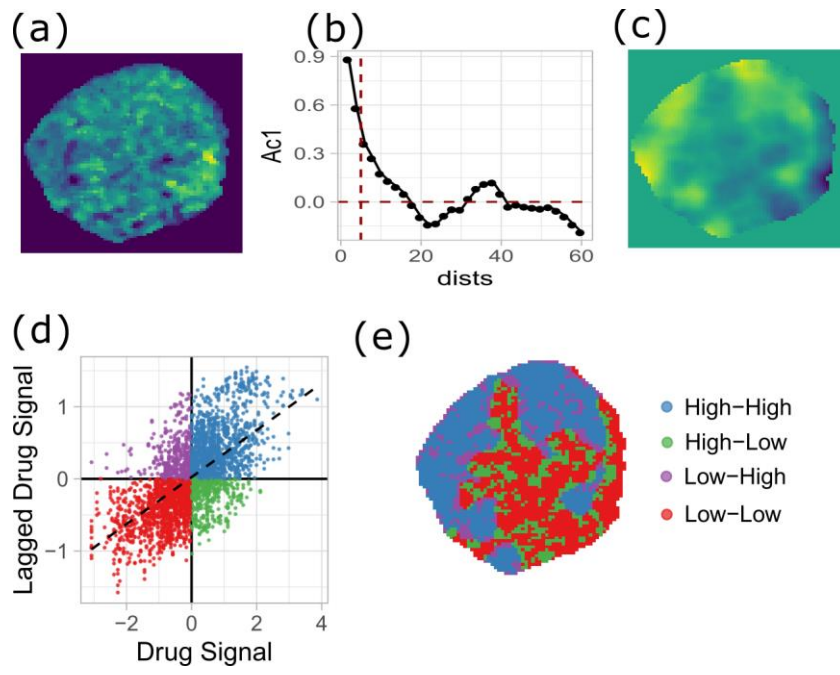 (a)
(b)
(c)
0.9
0.6
0.3
0.0
Ac1
0 20 40 60
dists
(d)
(e)
1
0
−1
Lagged Drug Signal
−2 0 2 4
Drug Signal
High−High
High−Low
Low−High
Low−Low